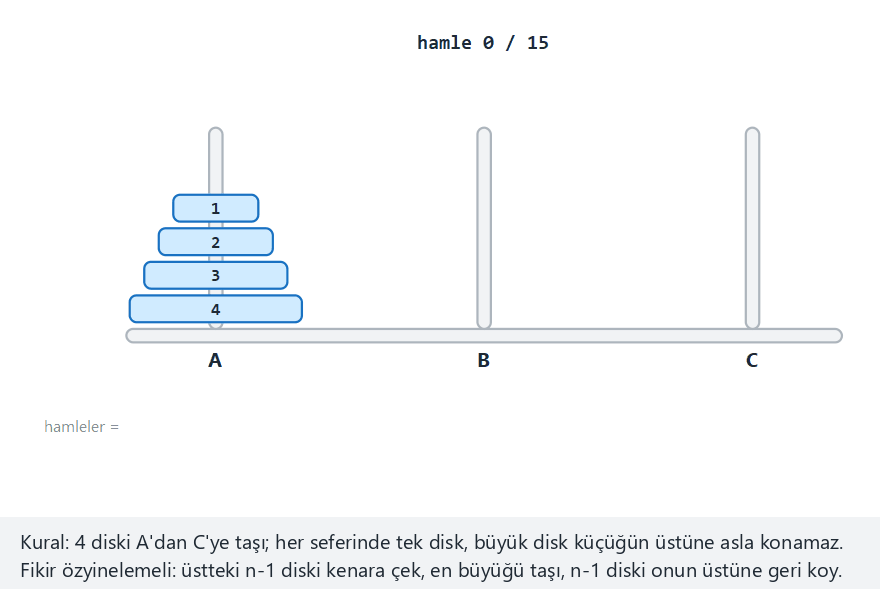 hamle 0 / 15
1
2
3
4
A B C
hamleler =
Kural: 4 diski A'dan C'ye taşı; her seferinde tek disk, büyük disk küçüğün üstüne asla konamaz.
Fikir özyinelemeli: üstteki n-1 diski kenara çek, en büyüğü taşı, n-1 diski onun üstüne geri koy.